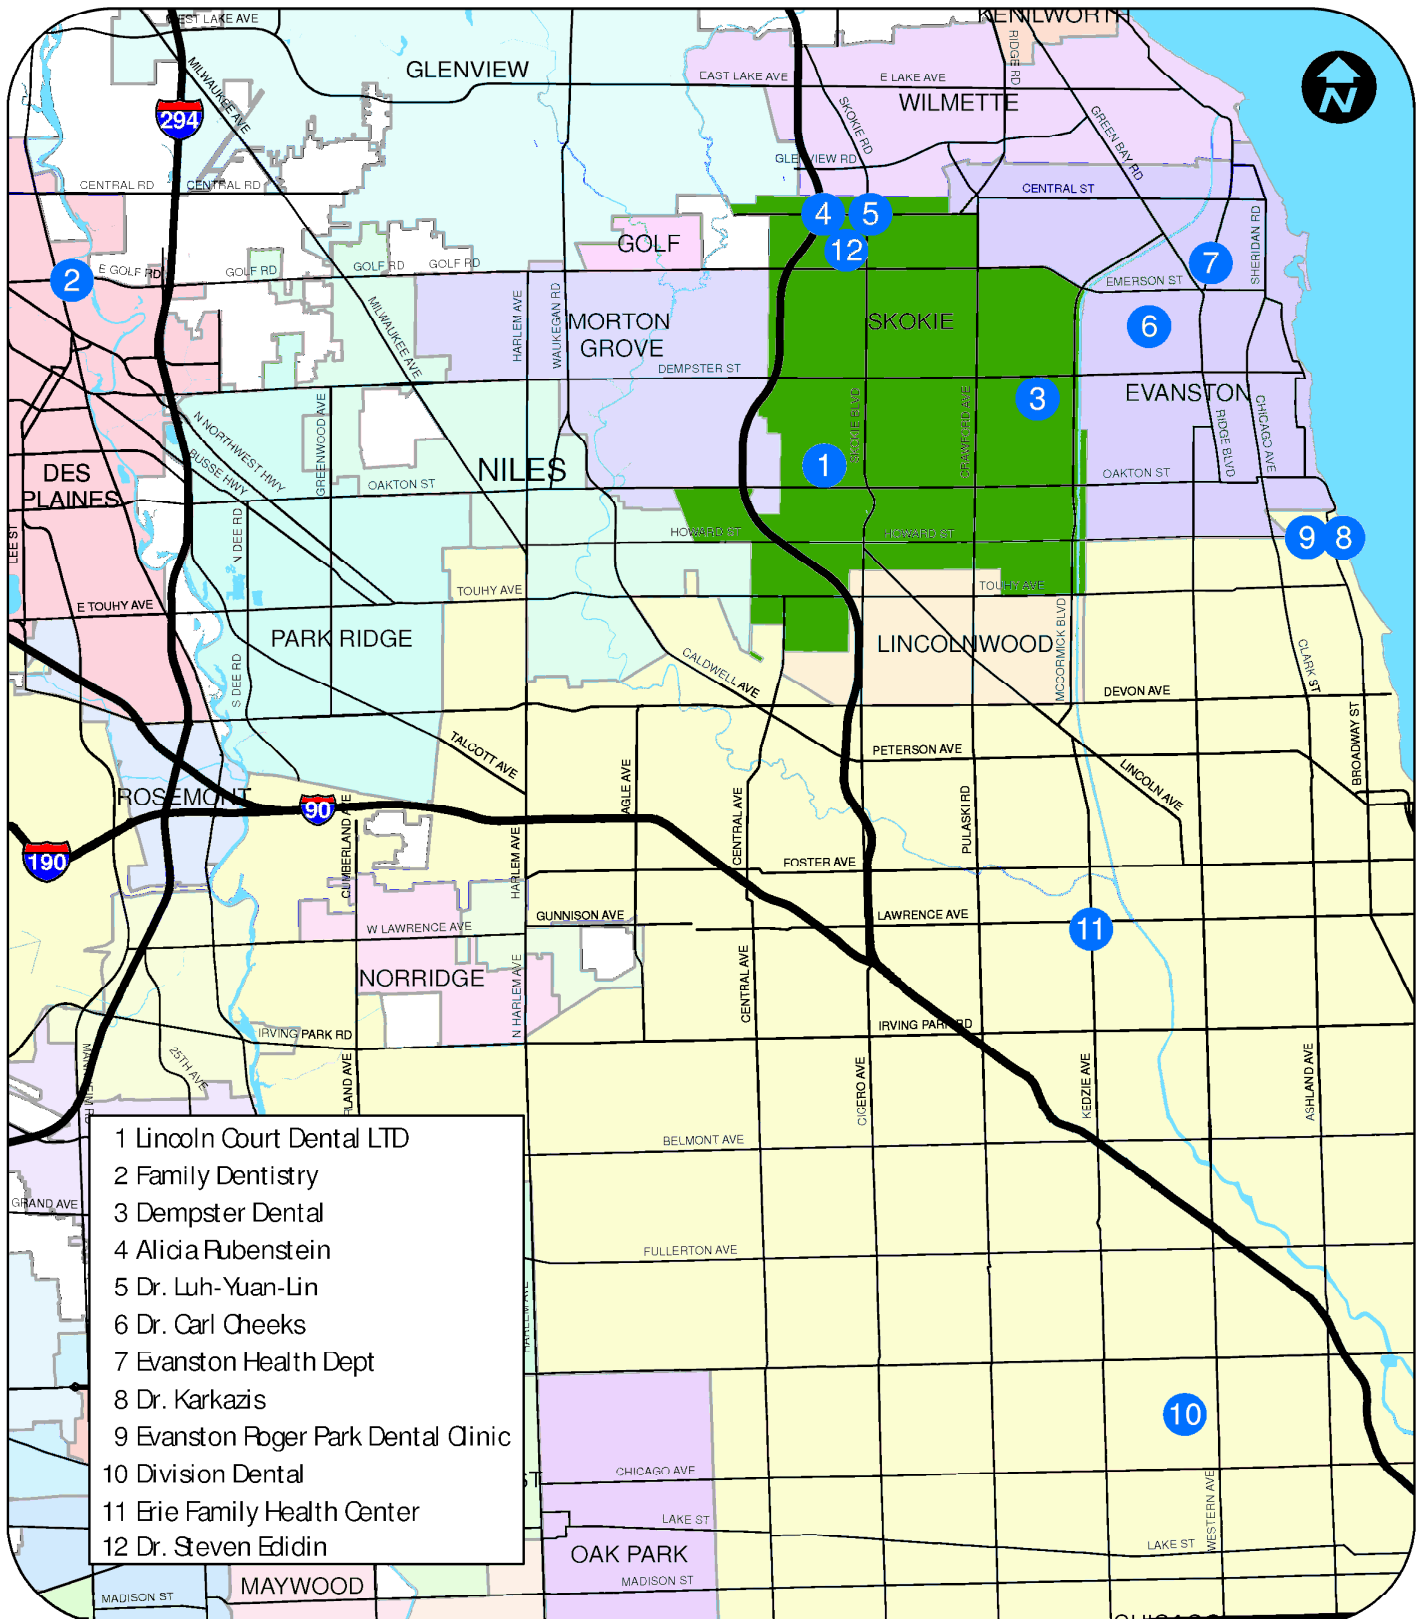 WEST LAKE AVE
KENILWORTH
GLENVIEW
EAST LAKE AVE
E LAKE AVE
RIDGE RD
WILMETTE
N
MILWAUKEE AVE
294
SKOKIE RD
GREEN BAY RD
GLENVIEW RD
CENTRAL RD
CENTRAL RD
CENTRAL ST
4
5
12
GOLF
SHERIDAN RD
7
2
E GOLF RD
GOLF RD
GOLF RD
GOLF RD
EMERSON ST
MILWAUKEE AVE
HARLEM AVE
WAUKEGAN RD
MORTON
GROVE
SKOKIE
6
DEMPSTER ST
3
EVANSTON
N NORTHWEST HWY
BUSSE HWY
GREENWOOD AVE
SKOKIE BLVD
CRAWFORD AVE
RIDGE BLVD
CHICAGO AVE
DES
PLAINES
NILES
1
OAKTON ST
OAKTON ST
LEE ST
N DEE RD
HOWARD ST
HOWARD ST
9
8
TOUHY AVE
TOUHY AVE
E TOUHY AVE
PARK RIDGE
LINCOLNWOOD
MCCORMICK BLVD
S DEE RD
CALDWELL AVE
CLARK ST
DEVON AVE
TALCOTT AVE
PETERSON AVE
BROADWAY ST
LINCOLN AVE
ROSEMONT
90
AGLE AVE
CENTRAL AVE
PULASKI RD
190
CUMBERLAND AVE
HARLEM AVE
FOSTER AVE
W LAWRENCE AVE
GUNNISON AVE
LAWRENCE AVE
11
NORRIDGE
N HARLEM AVE
CENTRAL AVE
IRVING PARK RD
IRVING PARK RD
25TH AVE
MANNHEIM RD
RLAND AVE
CICERO AVE
KEDZIE AVE
ASHLAND AVE
1 Lincoln Court Dental LTD
2 Family Dentistry
3 Dempster Dental
4 Alicia Rubenstein
5 Dr. Luh-Yuan-Lin
6 Dr. Carl Cheeks
7 Evanston Health Dept
8 Dr. Karkazis
9 Evanston Roger Park Dental Clinic
10 Division Dental
11 Erie Family Health Center
12 Dr. Steven Edidin
BELMONT AVE
GRAND AVE
FULLERTON AVE
HARLEM AVE
10
CHICAGO AVE
ST
WESTERN AVE
LAKE ST
LAKE ST
OAK PARK
MAYWOOD
MADISON ST
MADISON ST